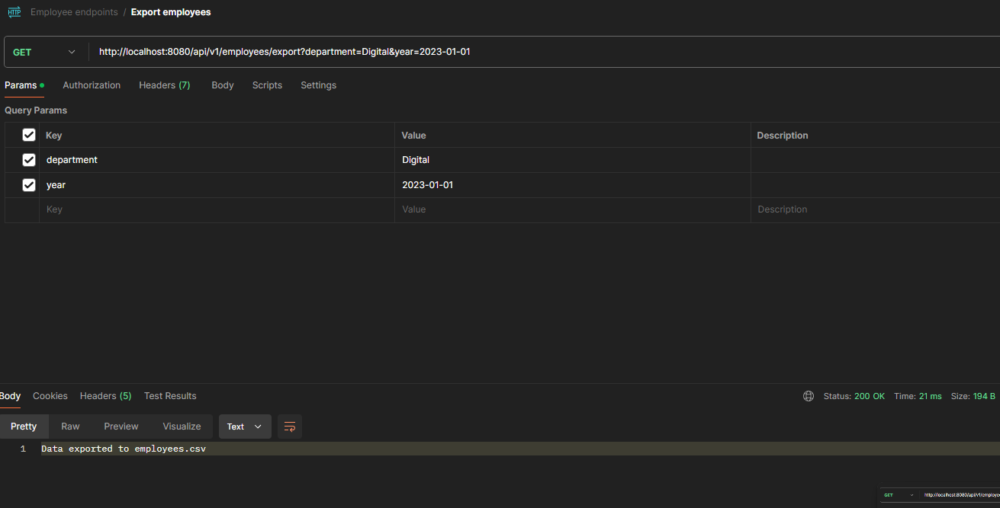 HTTP Employee endpoints / Export employees
GET http://localhost:8080/api/v1/employees/export?department=Digital&year=2023-01-01
Params Authorization Headers (7) Body Scripts Settings
Query Params
Key Value Description
department Digital
year 2023-01-01
Key Value Description
Body Cookies Headers (5) Test Results Status: 200 OK Time: 21 ms Size: 194 B
Pretty Raw Preview Visualize Text
1 Data exported to employees.csv
GET http://localhost:8080/api/v1/employee